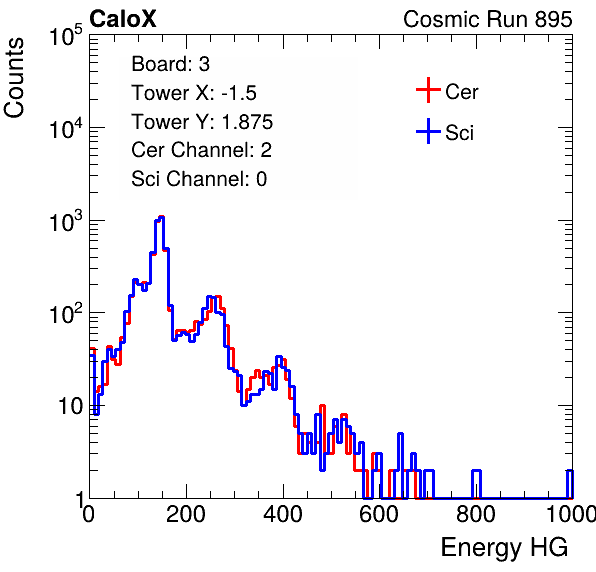 CaloX Cosmic Run 895
Counts
10^5
10^4
10^3
10^2
10
1
Board: 3
Tower X: -1.5
Tower Y: 1.875
Cer Channel: 2
Sci Channel: 0
Cer
Sci
0 200 400 600 800 1000
Energy HG